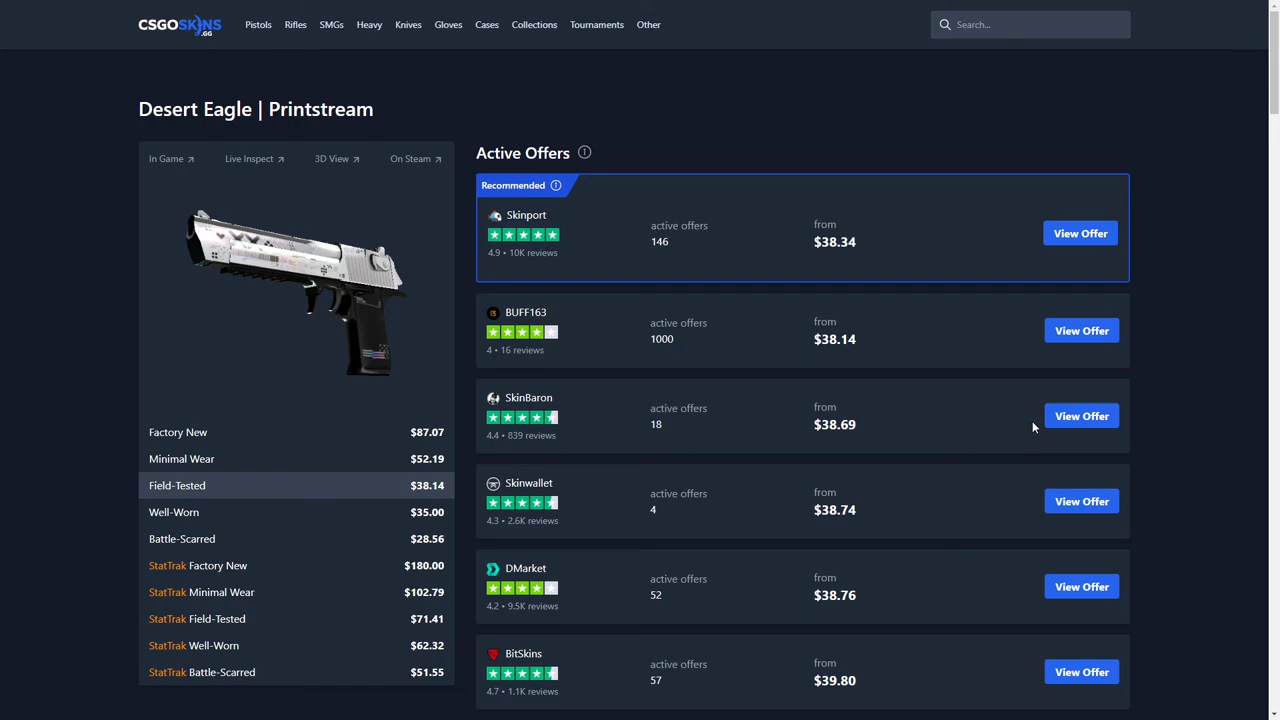 CSGOSKINS
.GG
Pistols Rifles SMGs Heavy Knives Gloves Cases Collections Tournaments Other
Search...
Desert Eagle | Printstream
In Game Live Inspect 3D View On Steam
Factory New $87.07
Minimal Wear $52.19
Field-Tested $38.14
Well-Worn $35.00
Battle-Scarred $28.56
StatTrak Factory New $180.00
StatTrak Minimal Wear $102.79
StatTrak Field-Tested $71.41
StatTrak Well-Worn $62.32
StatTrak Battle-Scarred $51.55
Active Offers
Recommended
Skinport
4.9 • 10K reviews
active offers
146
from
$38.34
View Offer
BUFF163
4 • 16 reviews
active offers
1000
from
$38.14
View Offer
SkinBaron
4.4 • 839 reviews
active offers
18
from
$38.69
View Offer
Skinwallet
4.3 • 2.6K reviews
active offers
4
from
$38.74
View Offer
DMarket
4.2 • 9.5K reviews
active offers
52
from
$38.76
View Offer
BitSkins
4.7 • 1.1K reviews
active offers
57
from
$39.80
View Offer